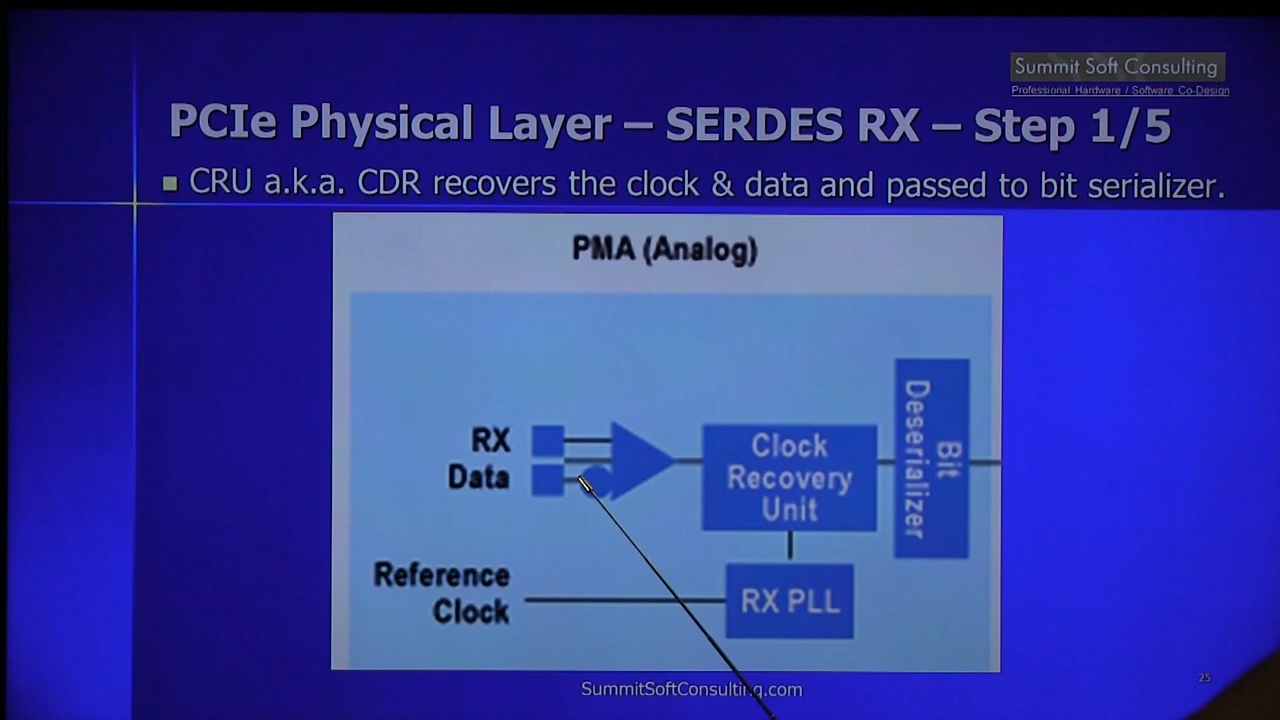 Summit Soft Consulting
Professional Hardware / Software Co-Design
PCIe Physical Layer – SERDES RX – Step 1/5
CRU a.k.a. CDR recovers the clock & data and passed to bit serializer.
PMA (Analog)
RX
Data
Clock
Recovery
Unit
Bit
Deserializer
Reference
Clock
RX PLL
SummitSoftConsulting.com
25